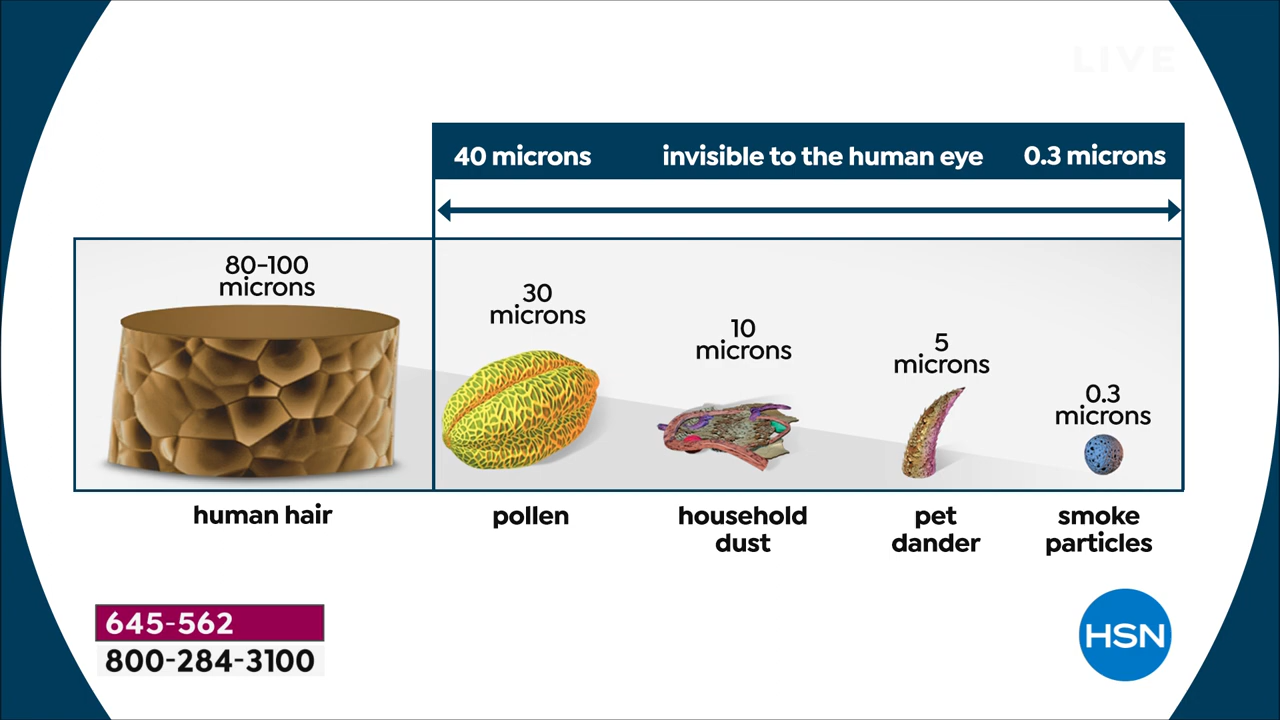 LIVE
40 microns invisible to the human eye 0.3 microns
80-100
microns
30
microns
10
microns
5
microns
0.3
microns
human hair
pollen
household
dust
pet
dander
smoke
particles
645-562
800-284-3100
HSN